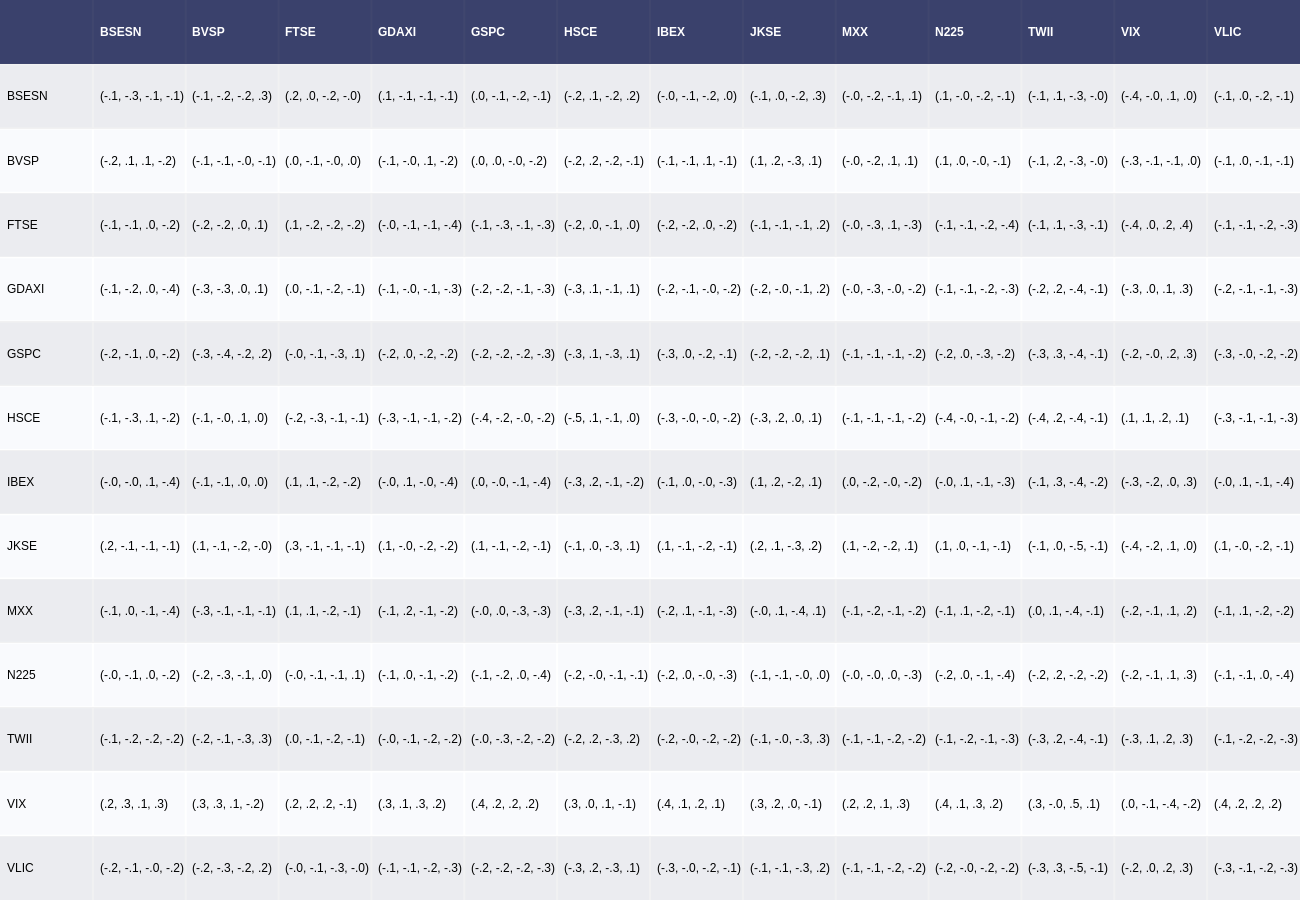 BSESN BVSP FTSE GDAXI GSPC HSCE IBEX JKSE MXX N225 TWII VIX VLIC
BSESN (-.1, -.3, -.1, -.1) (-.1, -.2, -.2, .3) (.2, .0, -.2, -.0) (.1, -.1, -.1, -.1) (.0, -.1, -.2, -.1) (-.2, .1, -.2, .2) (-.0, -.1, -.2, .0) (-.1, .0, -.2, .3) (-.0, -.2, -.1, .1) (.1, -.0, -.2, -.1) (-.1, .1, -.3, -.0) (-.4, -.0, .1, .0) (-.1, .0, -.2, -.1)
BVSP (-.2, .1, .1, -.2) (-.1, -.1, -.0, -.1) (.0, -.1, -.0, .0) (-.1, -.0, .1, -.2) (.0, .0, -.0, -.2) (-.2, .2, -.2, -.1) (-.1, -.1, .1, -.1) (.1, .2, -.3, .1) (-.0, -.2, .1, .1) (.1, .0, -.0, -.1) (-.1, .2, -.3, -.0) (-.3, -.1, -.1, .0) (-.1, .0, -.1, -.1)
FTSE (-.1, -.1, .0, -.2) (-.2, -.2, .0, .1) (.1, -.2, -.2, -.2) (-.0, -.1, -.1, -.4) (-.1, -.3, -.1, -.3) (-.2, .0, -.1, .0) (-.2, -.2, .0, -.2) (-.1, -.1, -.1, .2) (-.0, -.3, .1, -.3) (-.1, -.1, -.2, -.4) (-.1, .1, -.3, -.1) (-.4, .0, .2, .4) (-.1, -.1, -.2, -.3)
GDAXI (-.1, -.2, .0, -.4) (-.3, -.3, .0, .1) (.0, -.1, -.2, -.1) (-.1, -.0, -.1, -.3) (-.2, -.2, -.1, -.3) (-.3, .1, -.1, .1) (-.2, -.1, -.0, -.2) (-.2, -.0, -.1, .2) (-.0, -.3, -.0, -.2) (-.1, -.1, -.2, -.3) (-.2, .2, -.4, -.1) (-.3, .0, .1, .3) (-.2, -.1, -.1, -.3)
GSPC (-.2, -.1, .0, -.2) (-.3, -.4, -.2, .2) (-.0, -.1, -.3, .1) (-.2, .0, -.2, -.2) (-.2, -.2, -.2, -.3) (-.3, .1, -.3, .1) (-.3, .0, -.2, -.1) (-.2, -.2, -.2, .1) (-.1, -.1, -.1, -.2) (-.2, .0, -.3, -.2) (-.3, .3, -.4, -.1) (-.2, -.0, .2, .3) (-.3, -.0, -.2, -.2)
HSCE (-.1, -.3, .1, -.2) (-.1, -.0, .1, .0) (-.2, -.3, -.1, -.1) (-.3, -.1, -.1, -.2) (-.4, -.2, -.0, -.2) (-.5, .1, -.1, .0) (-.3, -.0, -.0, -.2) (-.3, .2, .0, .1) (-.1, -.1, -.1, -.2) (-.4, -.0, -.1, -.2) (-.4, .2, -.4, -.1) (.1, .1, .2, .1) (-.3, -.1, -.1, -.3)
IBEX (-.0, -.0, .1, -.4) (-.1, -.1, .0, .0) (.1, .1, -.2, -.2) (-.0, .1, -.0, -.4) (.0, -.0, -.1, -.4) (-.3, .2, -.1, -.2) (-.1, .0, -.0, -.3) (.1, .2, -.2, .1) (.0, -.2, -.0, -.2) (-.0, .1, -.1, -.3) (-.1, .3, -.4, -.2) (-.3, -.2, .0, .3) (-.0, .1, -.1, -.4)
JKSE (.2, -.1, -.1, -.1) (.1, -.1, -.2, -.0) (.3, -.1, -.1, -.1) (.1, -.0, -.2, -.2) (.1, -.1, -.2, -.1) (-.1, .0, -.3, .1) (.1, -.1, -.2, -.1) (.2, .1, -.3, .2) (.1, -.2, -.2, .1) (.1, .0, -.1, -.1) (-.1, .0, -.5, -.1) (-.4, -.2, .1, .0) (.1, -.0, -.2, -.1)
MXX (-.1, .0, -.1, -.4) (-.3, -.1, -.1, -.1) (.1, .1, -.2, -.1) (-.1, .2, -.1, -.2) (-.0, .0, -.3, -.3) (-.3, .2, -.1, -.1) (-.2, .1, -.1, -.3) (-.0, .1, -.4, .1) (-.1, -.2, -.1, -.2) (-.1, .1, -.2, -.1) (.0, .1, -.4, -.1) (-.2, -.1, .1, .2) (-.1, .1, -.2, -.2)
N225 (-.0, -.1, .0, -.2) (-.2, -.3, -.1, .0) (-.0, -.1, -.1, .1) (-.1, .0, -.1, -.2) (-.1, -.2, .0, -.4) (-.2, -.0, -.1, -.1) (-.2, .0, -.0, -.3) (-.1, -.1, -.0, .0) (-.0, -.0, .0, -.3) (-.2, .0, -.1, -.4) (-.2, .2, -.2, -.2) (-.2, -.1, .1, .3) (-.1, -.1, .0, -.4)
TWII (-.1, -.2, -.2, -.2) (-.2, -.1, -.3, .3) (.0, -.1, -.2, -.1) (-.0, -.1, -.2, -.2) (-.0, -.3, -.2, -.2) (-.2, .2, -.3, .2) (-.2, -.0, -.2, -.2) (-.1, -.0, -.3, .3) (-.1, -.1, -.2, -.2) (-.1, -.2, -.1, -.3) (-.3, .2, -.4, -.1) (-.3, .1, .2, .3) (-.1, -.2, -.2, -.3)
VIX (.2, .3, .1, .3) (.3, .3, .1, -.2) (.2, .2, .2, -.1) (.3, .1, .3, .2) (.4, .2, .2, .2) (.3, .0, .1, -.1) (.4, .1, .2, .1) (.3, .2, .0, -.1) (.2, .2, .1, .3) (.4, .1, .3, .2) (.3, -.0, .5, .1) (.0, -.1, -.4, -.2) (.4, .2, .2, .2)
VLIC (-.2, -.1, -.0, -.2) (-.2, -.3, -.2, .2) (-.0, -.1, -.3, -.0) (-.1, -.1, -.2, -.3) (-.2, -.2, -.2, -.3) (-.3, .2, -.3, .1) (-.3, -.0, -.2, -.1) (-.1, -.1, -.3, .2) (-.1, -.1, -.2, -.2) (-.2, -.0, -.2, -.2) (-.3, .3, -.5, -.1) (-.2, .0, .2, .3) (-.3, -.1, -.2, -.3)